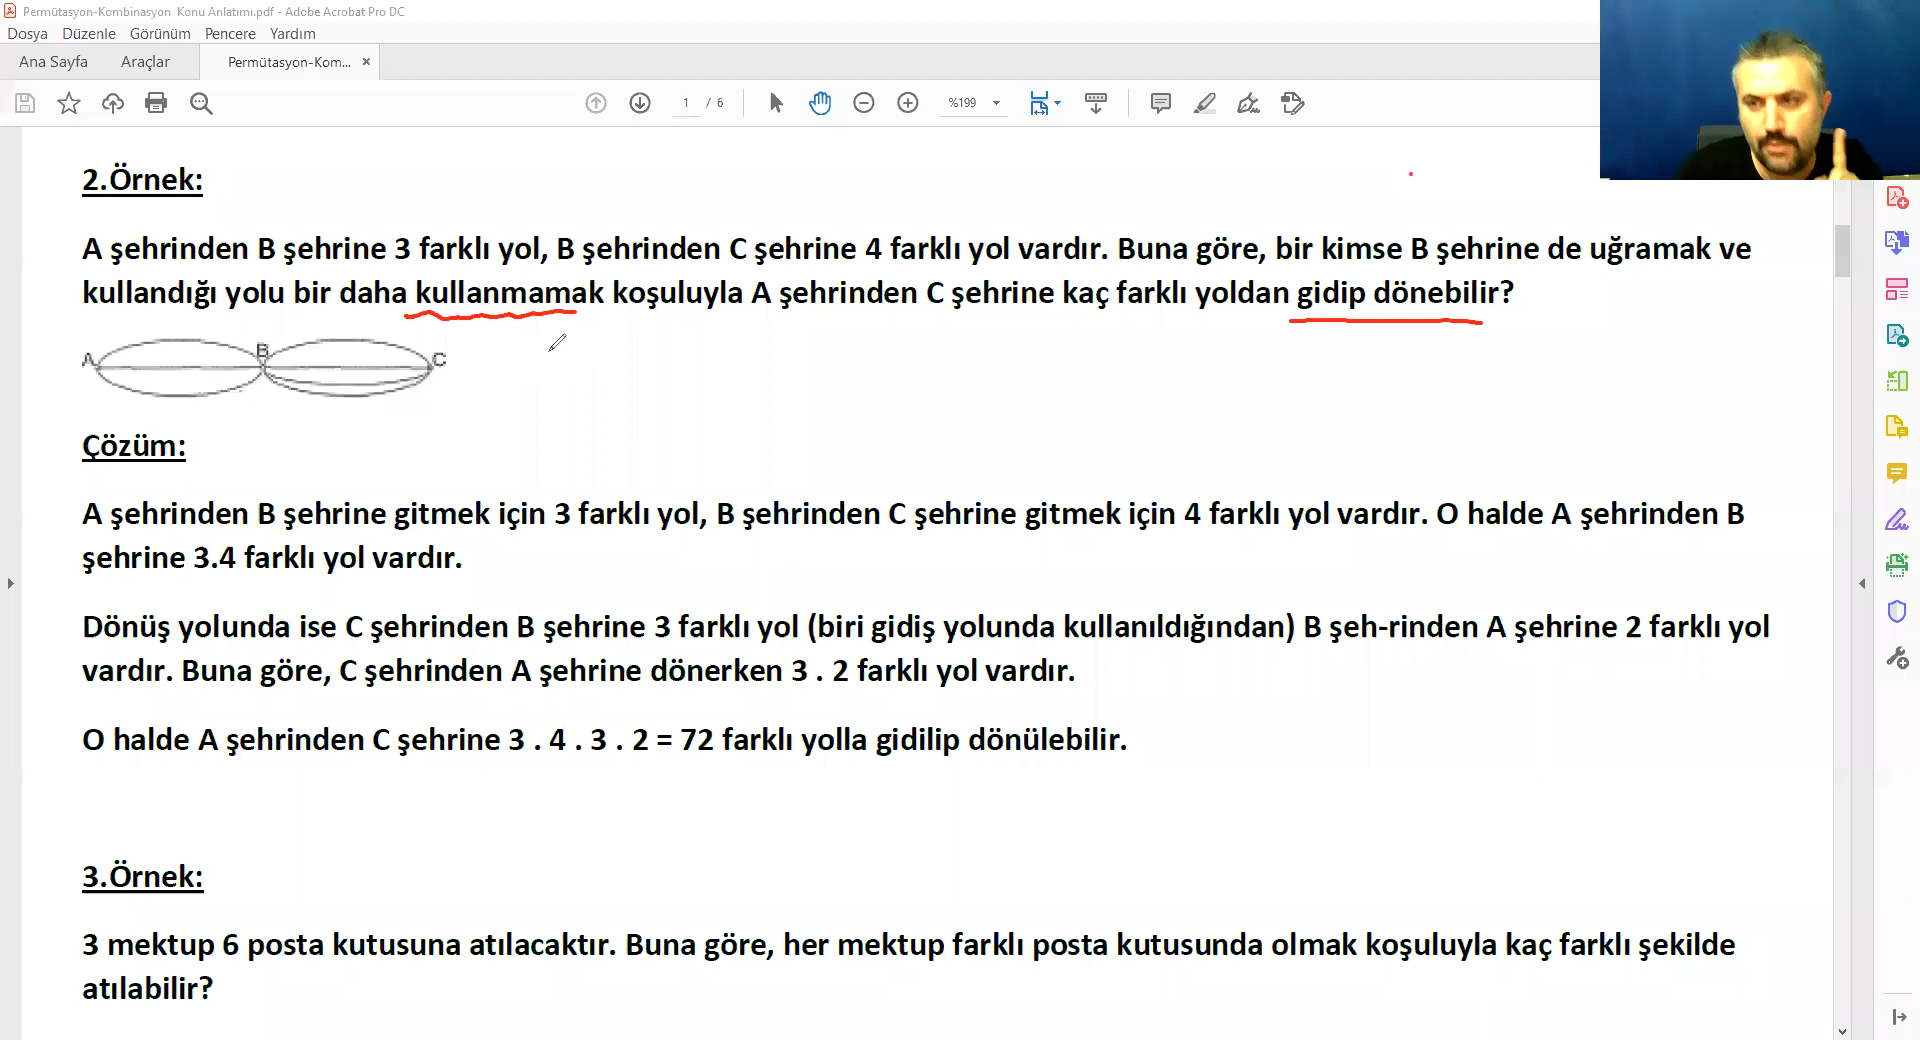 Permütasyon-Kombinasyon Konu Anlatımı.pdf - Adobe Acrobat Pro DC
Dosya Düzenle Görünüm Pencere Yardım
Ana Sayfa Araçlar Permütasyon-Kom... ×
1 / 6 %199
2.Örnek:
A şehrinden B şehrine 3 farklı yol, B şehrinden C şehrine 4 farklı yol vardır. Buna göre, bir kimse B şehrine de uğramak ve
kullandığı yolu bir daha kullanmamak koşuluyla A şehrinden C şehrine kaç farklı yoldan gidip dönebilir?
A B C
Çözüm:
A şehrinden B şehrine gitmek için 3 farklı yol, B şehrinden C şehrine gitmek için 4 farklı yol vardır. O halde A şehrinden B
şehrine 3.4 farklı yol vardır.
Dönüş yolunda ise C şehrinden B şehrine 3 farklı yol (biri gidiş yolunda kullanıldığından) B şeh-rinden A şehrine 2 farklı yol
vardır. Buna göre, C şehrinden A şehrine dönerken 3 . 2 farklı yol vardır.
O halde A şehrinden C şehrine 3 . 4 . 3 . 2 = 72 farklı yolla gidilip dönülebilir.
3.Örnek:
3 mektup 6 posta kutusuna atılacaktır. Buna göre, her mektup farklı posta kutusunda olmak koşuluyla kaç farklı şekilde
atılabilir?